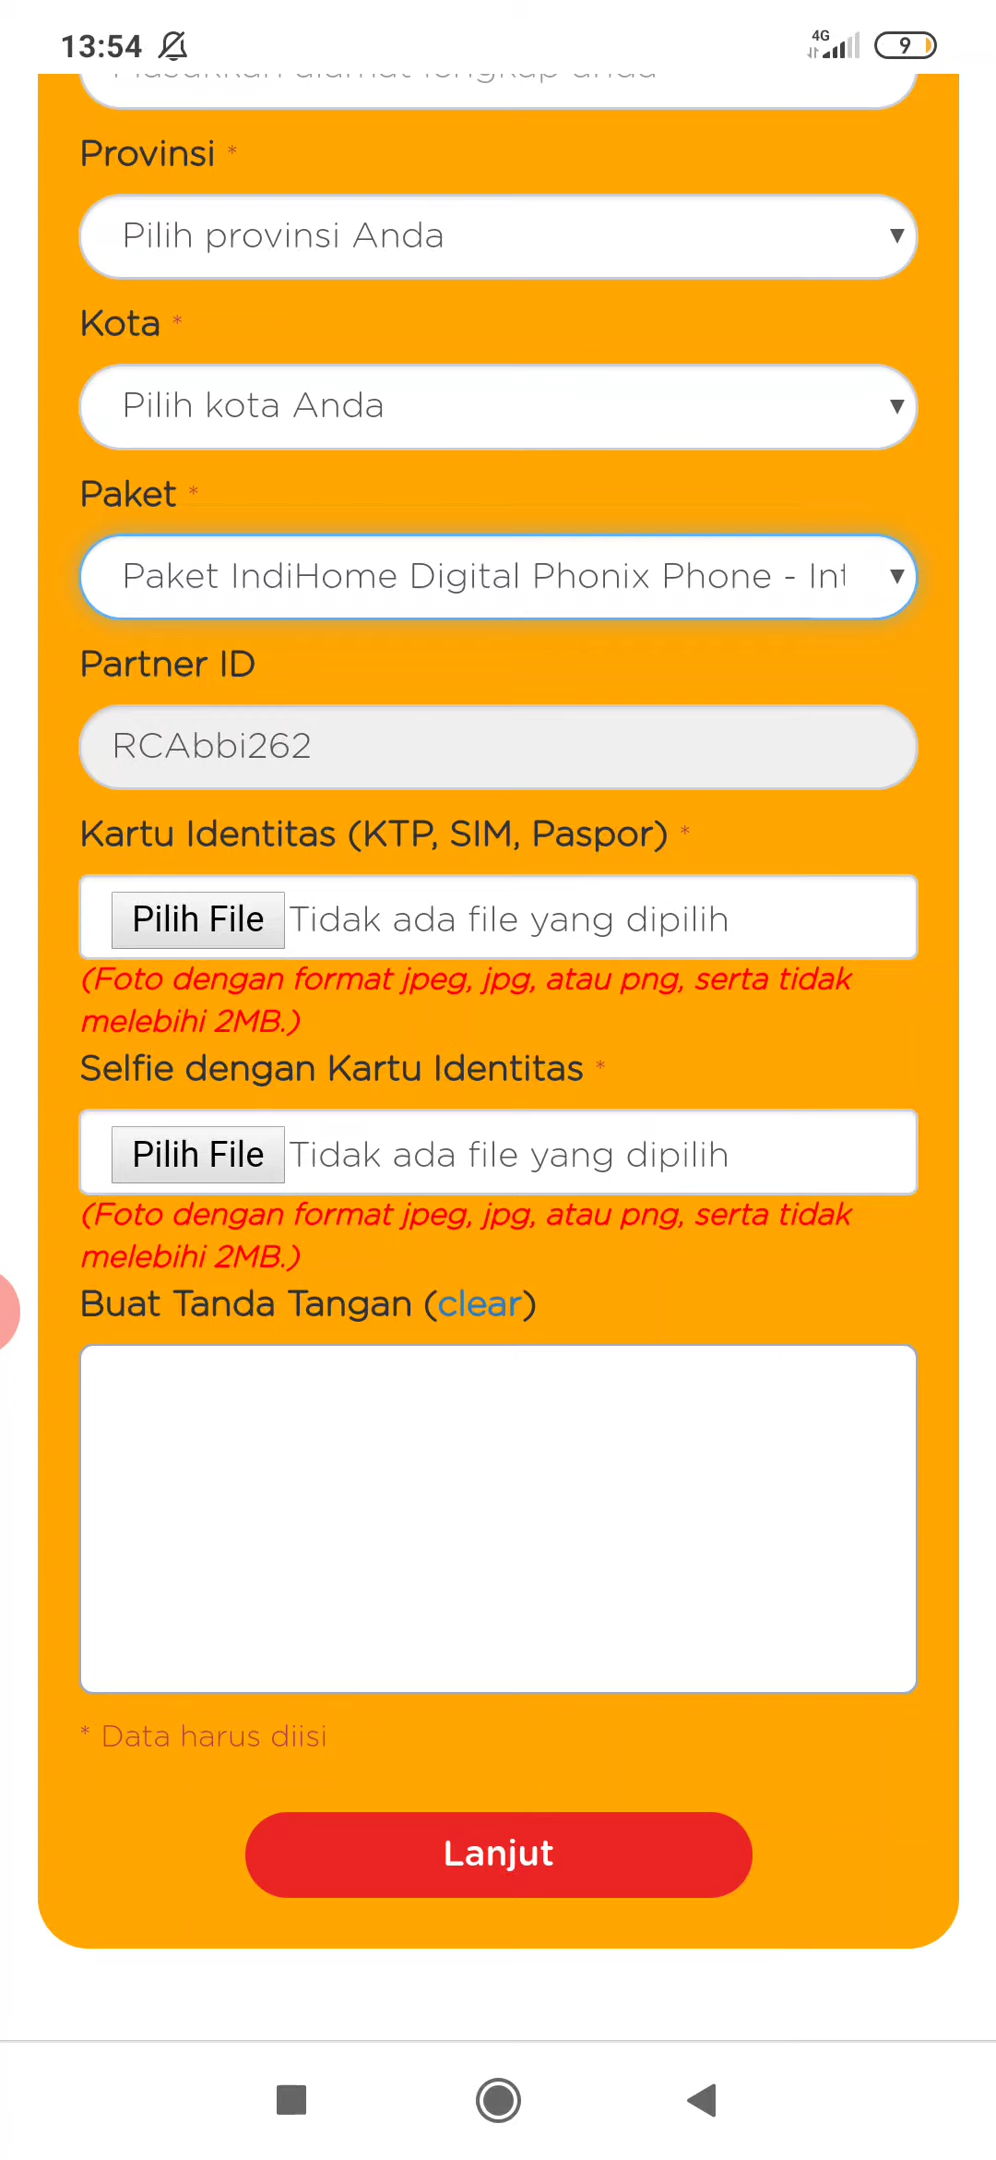 13:54
4G
9
Provinsi *
Pilih provinsi Anda
Kota *
Pilih kota Anda
Paket *
Paket IndiHome Digital Phonix Phone - Int
Partner ID
RCAbbi262
Kartu Identitas (KTP, SIM, Paspor) *
Pilih File Tidak ada file yang dipilih
(Foto dengan format jpeg, jpg, atau png, serta tidak
melebihi 2MB.)
Selfie dengan Kartu Identitas *
Pilih File Tidak ada file yang dipilih
(Foto dengan format jpeg, jpg, atau png, serta tidak
melebihi 2MB.)
Buat Tanda Tangan (clear)
* Data harus diisi
Lanjut